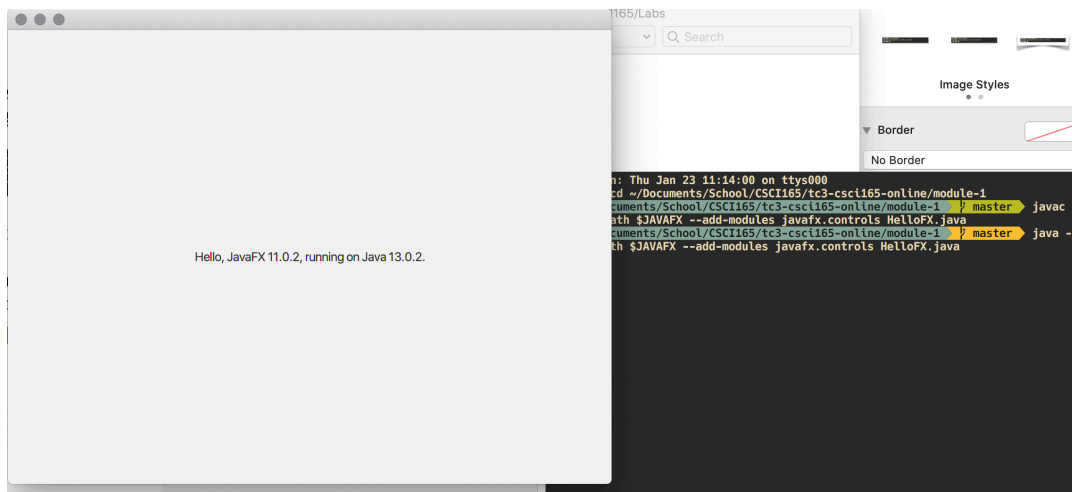 Hello, JavaFX 11.0.2, running on Java 13.0.2.
1165/Labs
Search
Image Styles
Border
No Border
n: Thu Jan 23 11:14:00 on ttys000
cd ~/Documents/School/CSCI165/tc3-csci165-online/module-1
cuments/School/CSCI165/tc3-csci165-online/module-1 master javac
ath $JAVAFX --add-modules javafx.controls HelloFX.java
cuments/School/CSCI165/tc3-csci165-online/module-1 master java -
th $JAVAFX --add-modules javafx.controls HelloFX.java